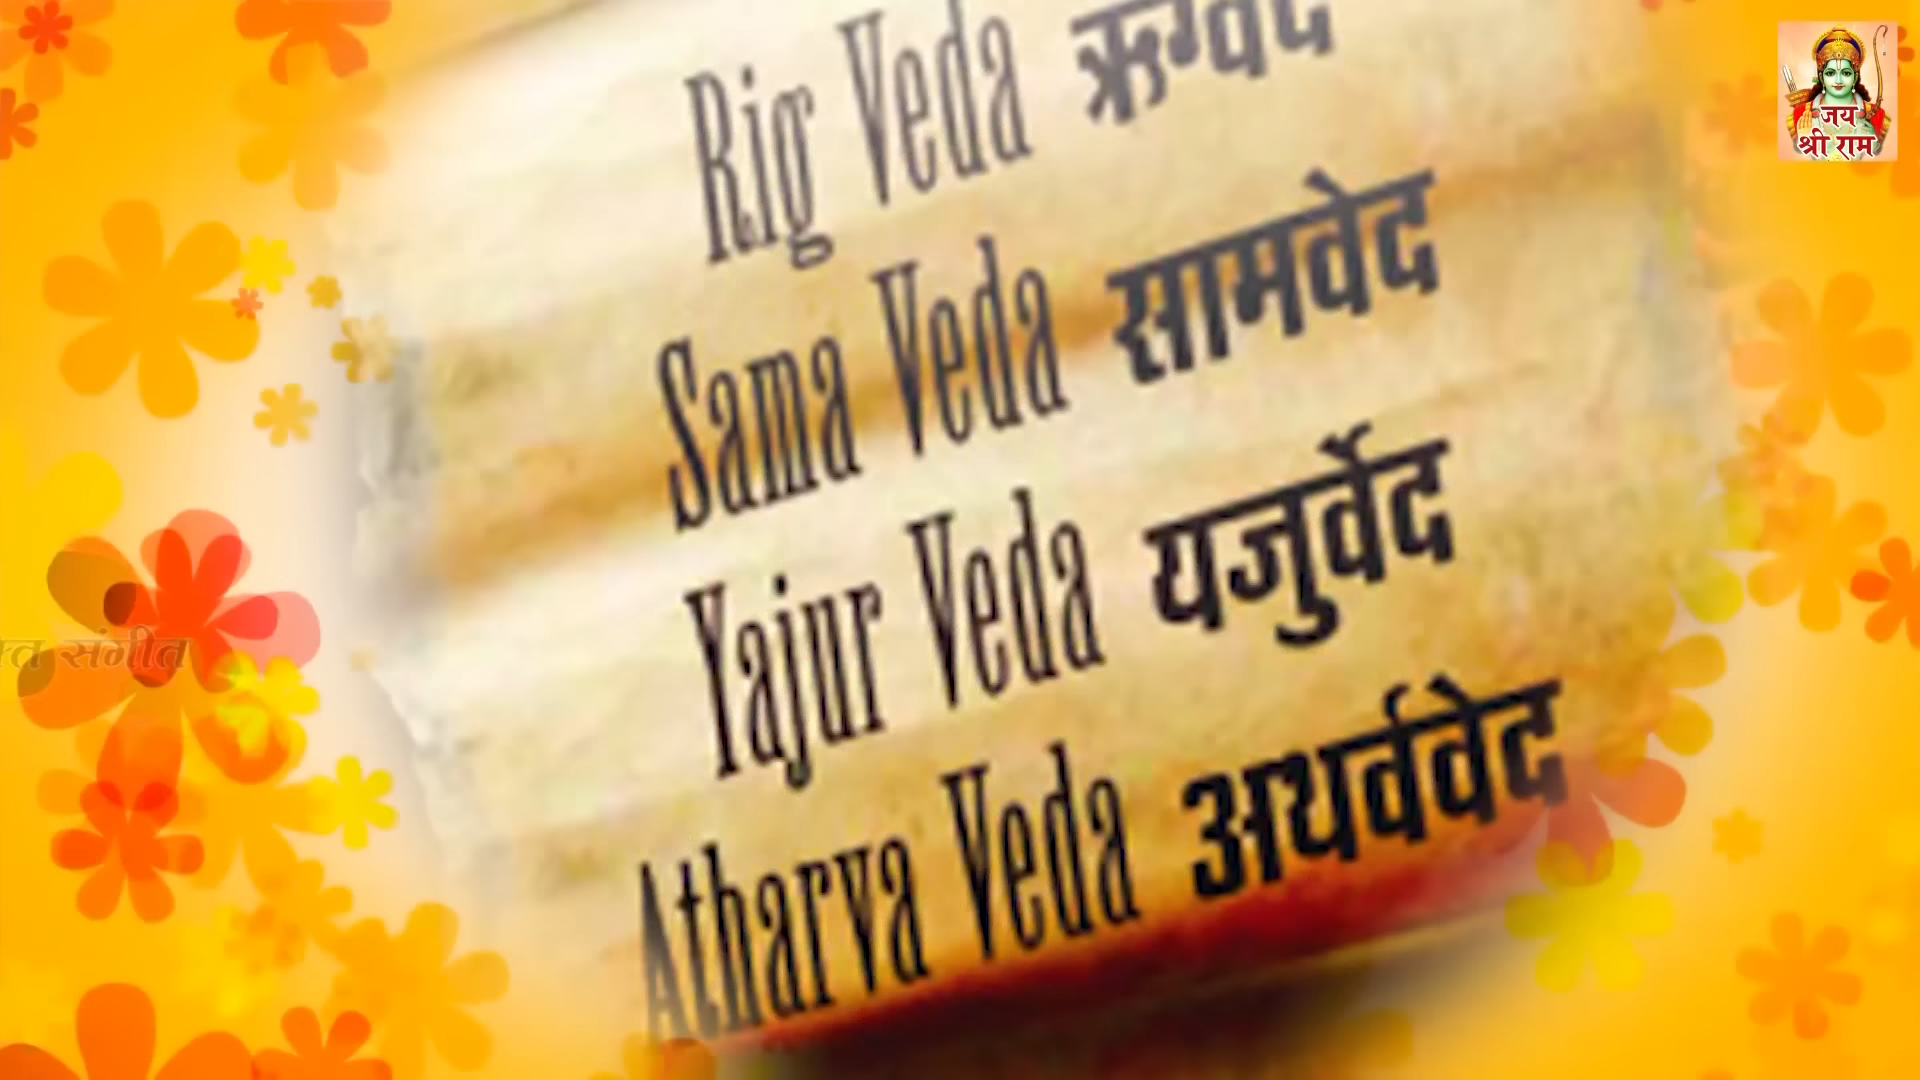 Rig Veda ऋग्वेद
Sama Veda सामवेद
Yajur Veda यजुर्वेद
Atharva Veda अथर्ववेद
जय
श्री राम
संगीत